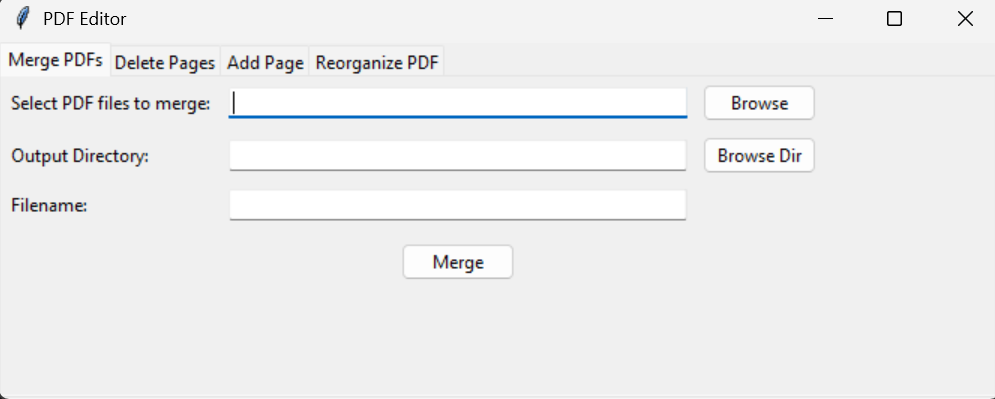 PDF Editor
Merge PDFs Delete Pages Add Page Reorganize PDF
Select PDF files to merge: Browse
Output Directory: Browse Dir
Filename:
Merge